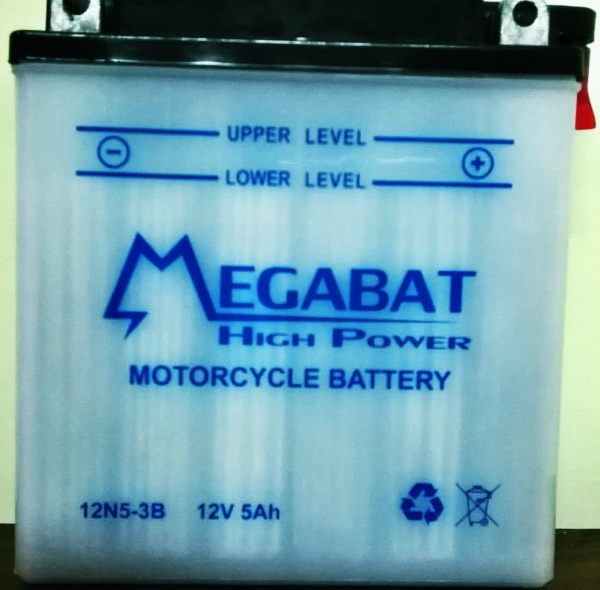 UPPER LEVEL
LOWER LEVEL
MEGABAT
HIGH POWER
MOTORCYCLE BATTERY
12N5-3B 12V 5Ah